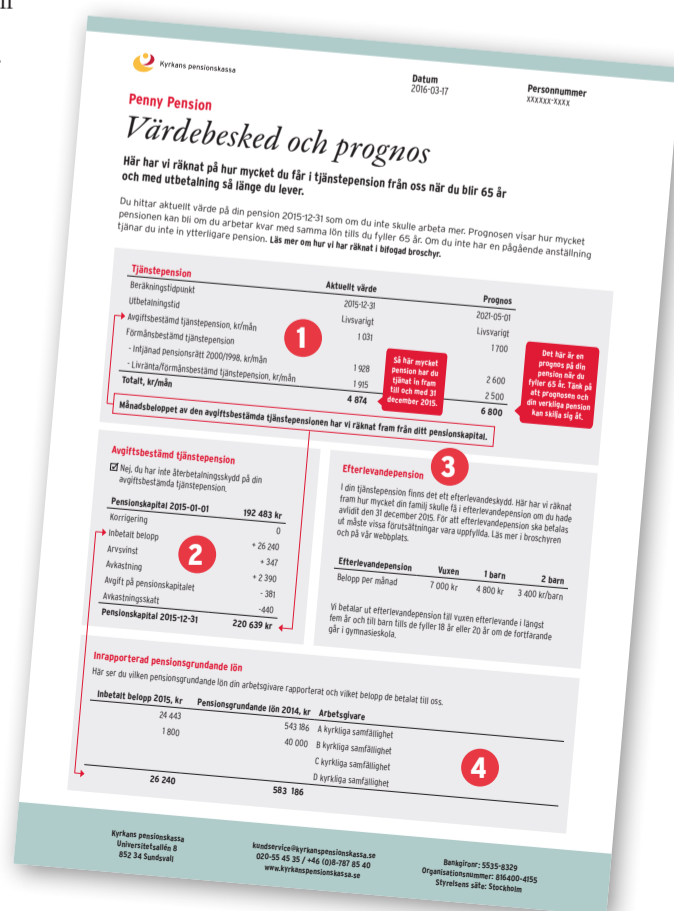 Kyrkans pensionskassa
Datum
2016-03-17
Personnummer
xxxxxx-xxxx
Penny Pension
Värdebesked och prognos
Här har vi räknat på hur mycket du får i tjänstepension från oss när du blir 65 år
och med utbetalning så länge du lever.
Du hittar aktuellt värde på din pension 2015-12-31 som om du inte skulle arbeta mer. Prognosen visar hur mycket
pensionen kan bli om du arbetar kvar med samma lön tills du fyller 65 år. Om du inte har en pågående anställning
tjänar du inte in ytterligare pension. Läs mer om hur vi har räknat i bifogad broschyr.
Tjänstepension Aktuellt värde Prognos
Beräkningstidpunkt 2015-12-31 2021-05-01
Utbetalningstid Livsvarigt Livsvarigt
Avgiftsbestämd tjänstepension, kr/mån 1 031 1 700
Förmånsbestämd tjänstepension
- Intjänad pensionsrätt 2000/1998, kr/mån 1 928 2 600
- Livränta/förmånsbestämd tjänstepension, kr/mån 1 915 2 500
Totalt, kr/mån 4 874 6 800
1
Så här mycket
pension har du
tjänat in fram
till och med 31
december 2015.
Det här är en
prognos på din
pension när du
fyller 65 år. Tänk på
att prognosen och
din verkliga pension
kan skilja sig åt.
Månadsbeloppet av den avgiftsbestämda tjänstepensionen har vi räknat fram från ditt pensionskapital.
Avgiftsbestämd tjänstepension
Nej, du har inte återbetalningsskydd på din
avgiftsbestämda tjänstepension.
Pensionskapital 2015-01-01 192 483 kr
Korrigering 0
Inbetalt belopp + 26 240
Arvsvinst + 347
Avkastning + 2 390
Avgift på pensionskapitalet - 381
Avkastningsskatt -440
Pensionskapital 2015-12-31 220 639 kr
2
3
Efterlevandepension
I din tjänstepension finns det ett efterlevandeskydd. Här har vi räknat
fram hur mycket din familj skulle få i efterlevandepension om du hade
avlidit den 31 december 2015. För att efterlevandepension ska betalas
ut måste vissa förutsättningar vara uppfyllda. Läs mer i broschyren
och på vår webbplats.
Efterlevandepension Vuxen 1 barn 2 barn
Belopp per månad 7 000 kr 4 800 kr 3 400 kr/barn
Vi betalar ut efterlevandepension till vuxen efterlevande i längst
fem år och till barn tills de fyller 18 år eller 20 år om de fortfarande
går i gymnasieskola.
Inrapporterad pensionsgrundande lön
Här ser du vilken pensionsgrundande lön din arbetsgivare rapporterat och vilket belopp de betalat till oss.
Inbetalt belopp 2015, kr Pensionsgrundande lön 2014, kr Arbetsgivare
24 443 543 186 A kyrkliga samfällighet
1 800 40 000 B kyrkliga samfällighet
C kyrkliga samfällighet
D kyrkliga samfällighet
26 240 583 186
4
Kyrkans pensionskassa
Universitetsallén 8
852 34 Sundsvall
kundservice@kyrkanspensionskassa.se
020-55 45 35 / +46 (0)8-787 85 40
www.kyrkanspensionskassa.se
Bankgironr: 5535-8329
Organisationsnummer: 816400-4155
Styrelsens säte: Stockholm